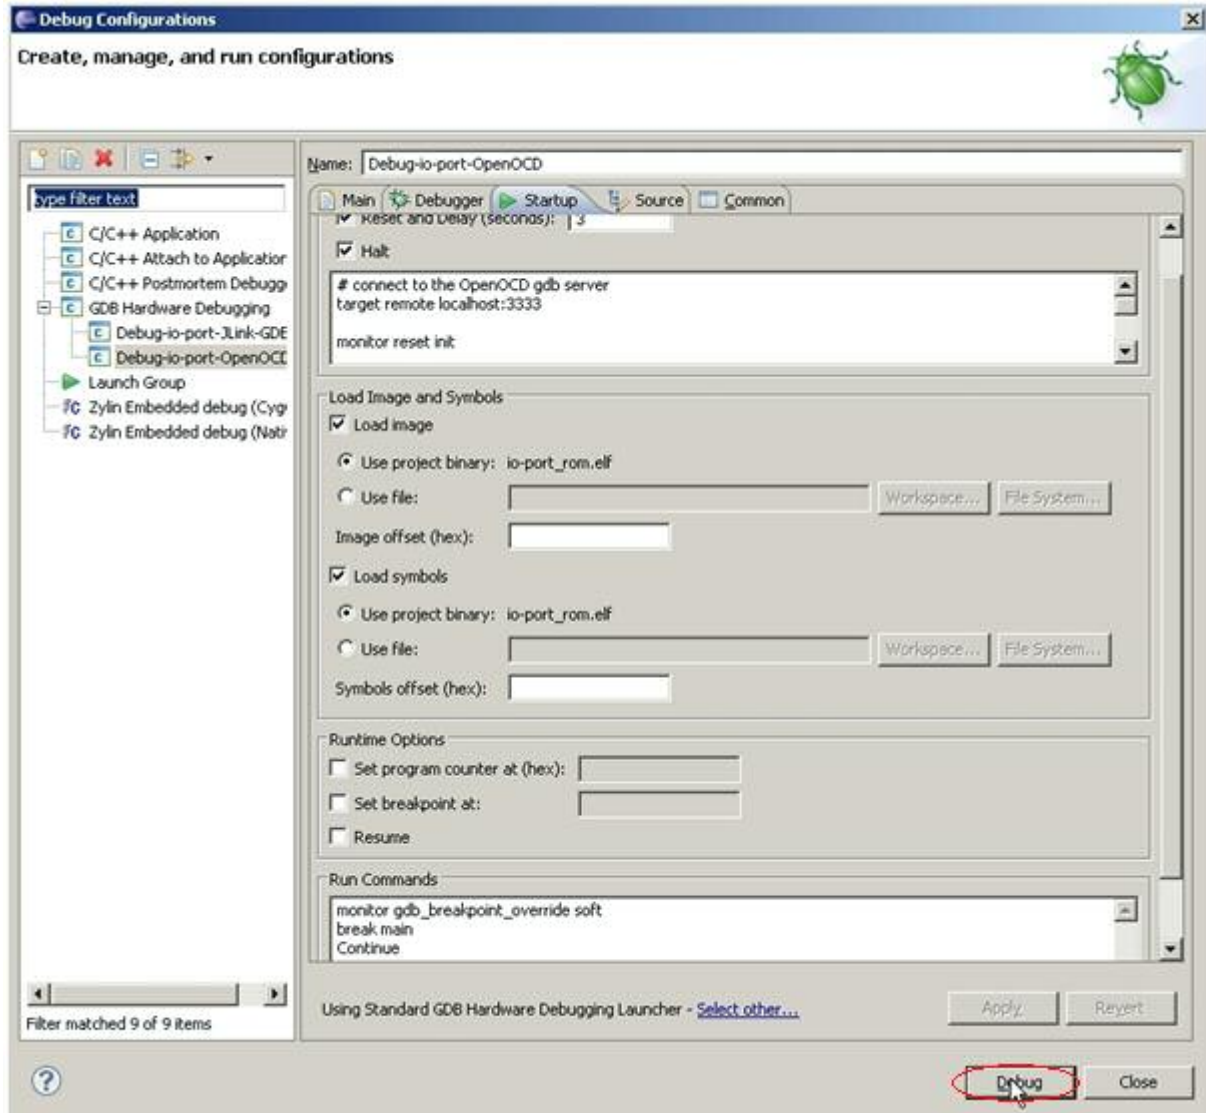 Debug Configurations
Create, manage, and run configurations
type filter text
C/C++ Application
C/C++ Attach to Application
C/C++ Postmortem Debugg
GDB Hardware Debugging
Debug-io-port-JLink-GDB
Debug-io-port-OpenOCD
Launch Group
Zylin Embedded debug (Cyg
Zylin Embedded debug (Nati
Filter matched 9 of 9 items
Name: Debug-io-port-OpenOCD
Main Debugger Startup Source Common
Reset and Delay (seconds): 3
Halt
# connect to the OpenOCD gdb server
target remote localhost:3333
monitor reset init
Load Image and Symbols
Load image
Use project binary: io-port_rom.elf
Use file: Workspace... File System...
Image offset (hex):
Load symbols
Use project binary: io-port_rom.elf
Use file: Workspace... File System...
Symbols offset (hex):
Runtime Options
Set program counter at (hex):
Set breakpoint at:
Resume
Run Commands
monitor gdb_breakpoint_override soft
break main
Continue
Using Standard GDB Hardware Debugging Launcher - Select other...
Apply Revert
? Debug Close